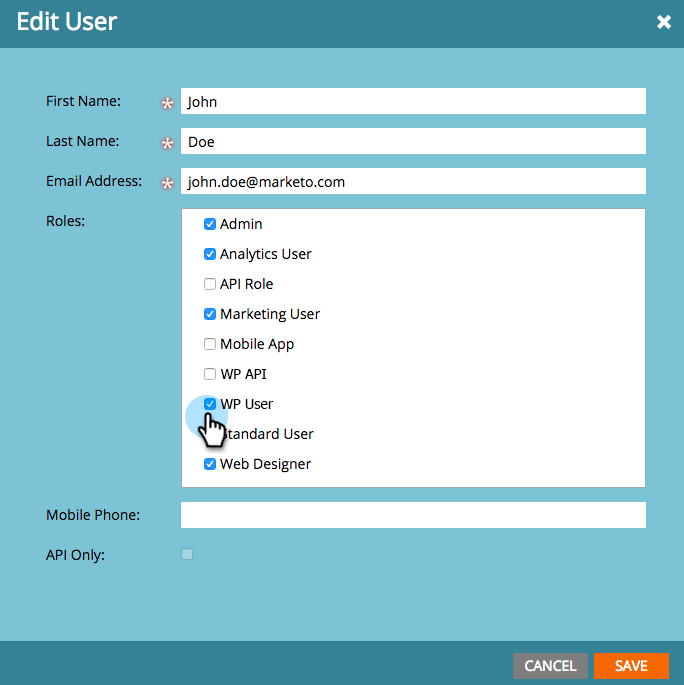 Edit User
First Name: * John
Last Name: * Doe
Email Address: * john.doe@marketo.com
Roles:
Admin
Analytics User
API Role
Marketing User
Mobile App
WP API
WP User
Standard User
Web Designer
Mobile Phone:
API Only:
CANCEL SAVE